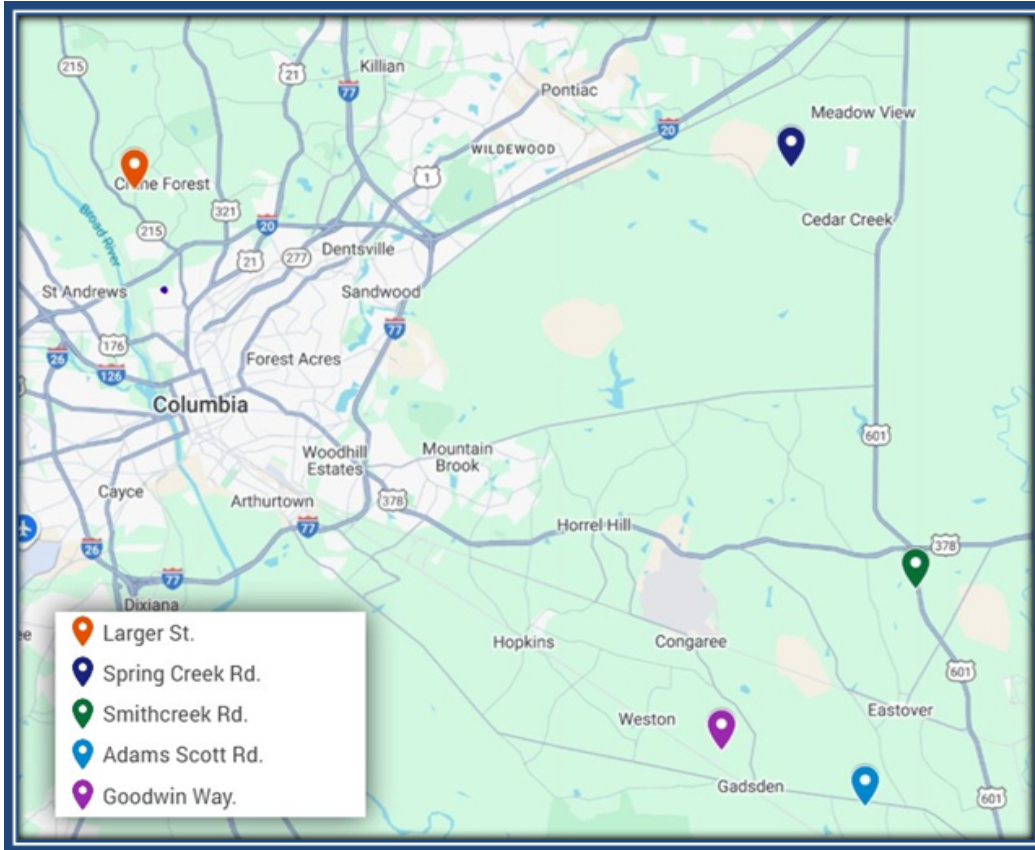 215
21
Killian
77
Pontiac
20
Meadow View
WILDEWOOD
1
Forest
321
215
Broad River
20
Cedar Creek
21
277
Dentsville
St Andrews
Sandwood
77
176
26
126
Forest Acres
Columbia
601
Woodhill
Estates
Mountain
Brook
Cayce
Arthurtown
378
77
Horrel Hill
26
378
77
Dixiana
ee
Larger St.
Spring Creek Rd.
Smithcreek Rd.
Adams Scott Rd.
Goodwin Way.
Hopkins
Congaree
601
Weston
Eastover
Gadsden
601